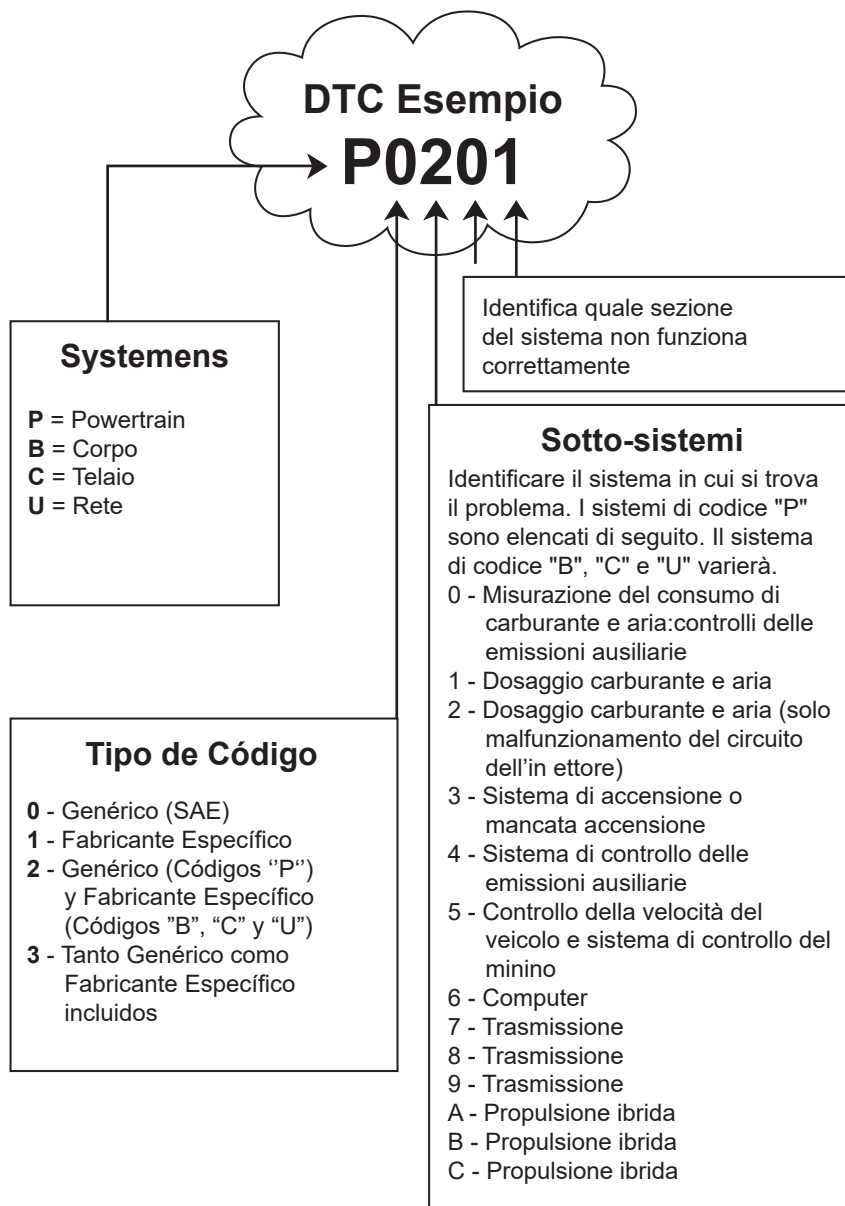 DTC Esempio
P0201
Systemens
P = Powertrain
B = Corpo
C = Telaio
U = Rete
Identifica quale sezione
del sistema non funziona
correttamente
Tipo de Código
0 - Genérico (SAE)
1 - Fabricante Específico
2 - Genérico (Códigos ‘’P‘’)
y Fabricante Específico
(Códigos ”B”, “C” y “U”)
3 - Tanto Genérico como
Fabricante Específico
incluidos
Sotto-sistemi
Identificare il sistema in cui si trova
il problema. I sistemi di codice "P"
sono elencati di seguito. Il sistema
di codice "B", "C" e "U" varierà.
0 - Misurazione del consumo di
carburante e aria:controlli delle
emissioni ausiliarie
1 - Dosaggio carburante e aria
2 - Dosaggio carburante e aria (solo
malfunzionamento del circuito
dell’in ettore)
3 - Sistema di accensione o
mancata accensione
4 - Sistema di controllo delle
emissioni ausiliarie
5 - Controllo della velocità del
veicolo e sistema di controllo del
minino
6 - Computer
7 - Trasmissione
8 - Trasmissione
9 - Trasmissione
A - Propulsione ibrida
B - Propulsione ibrida
C - Propulsione ibrida